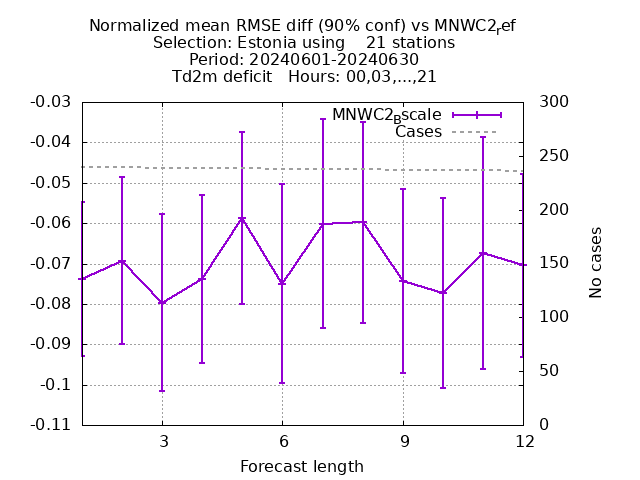 Normalized mean RMSE diff (90% conf) vs MNWC2ref
Selection: Estonia using    21 stations
Period: 20240601-20240630
Td2m deficit   Hours: 00,03,...,21
MNWC2Bscale
Cases
-0.03
-0.04
-0.05
-0.06
-0.07
-0.08
-0.09
-0.1
-0.11
300
250
200
150
100
50
0
No cases
3 6 9 12
Forecast length